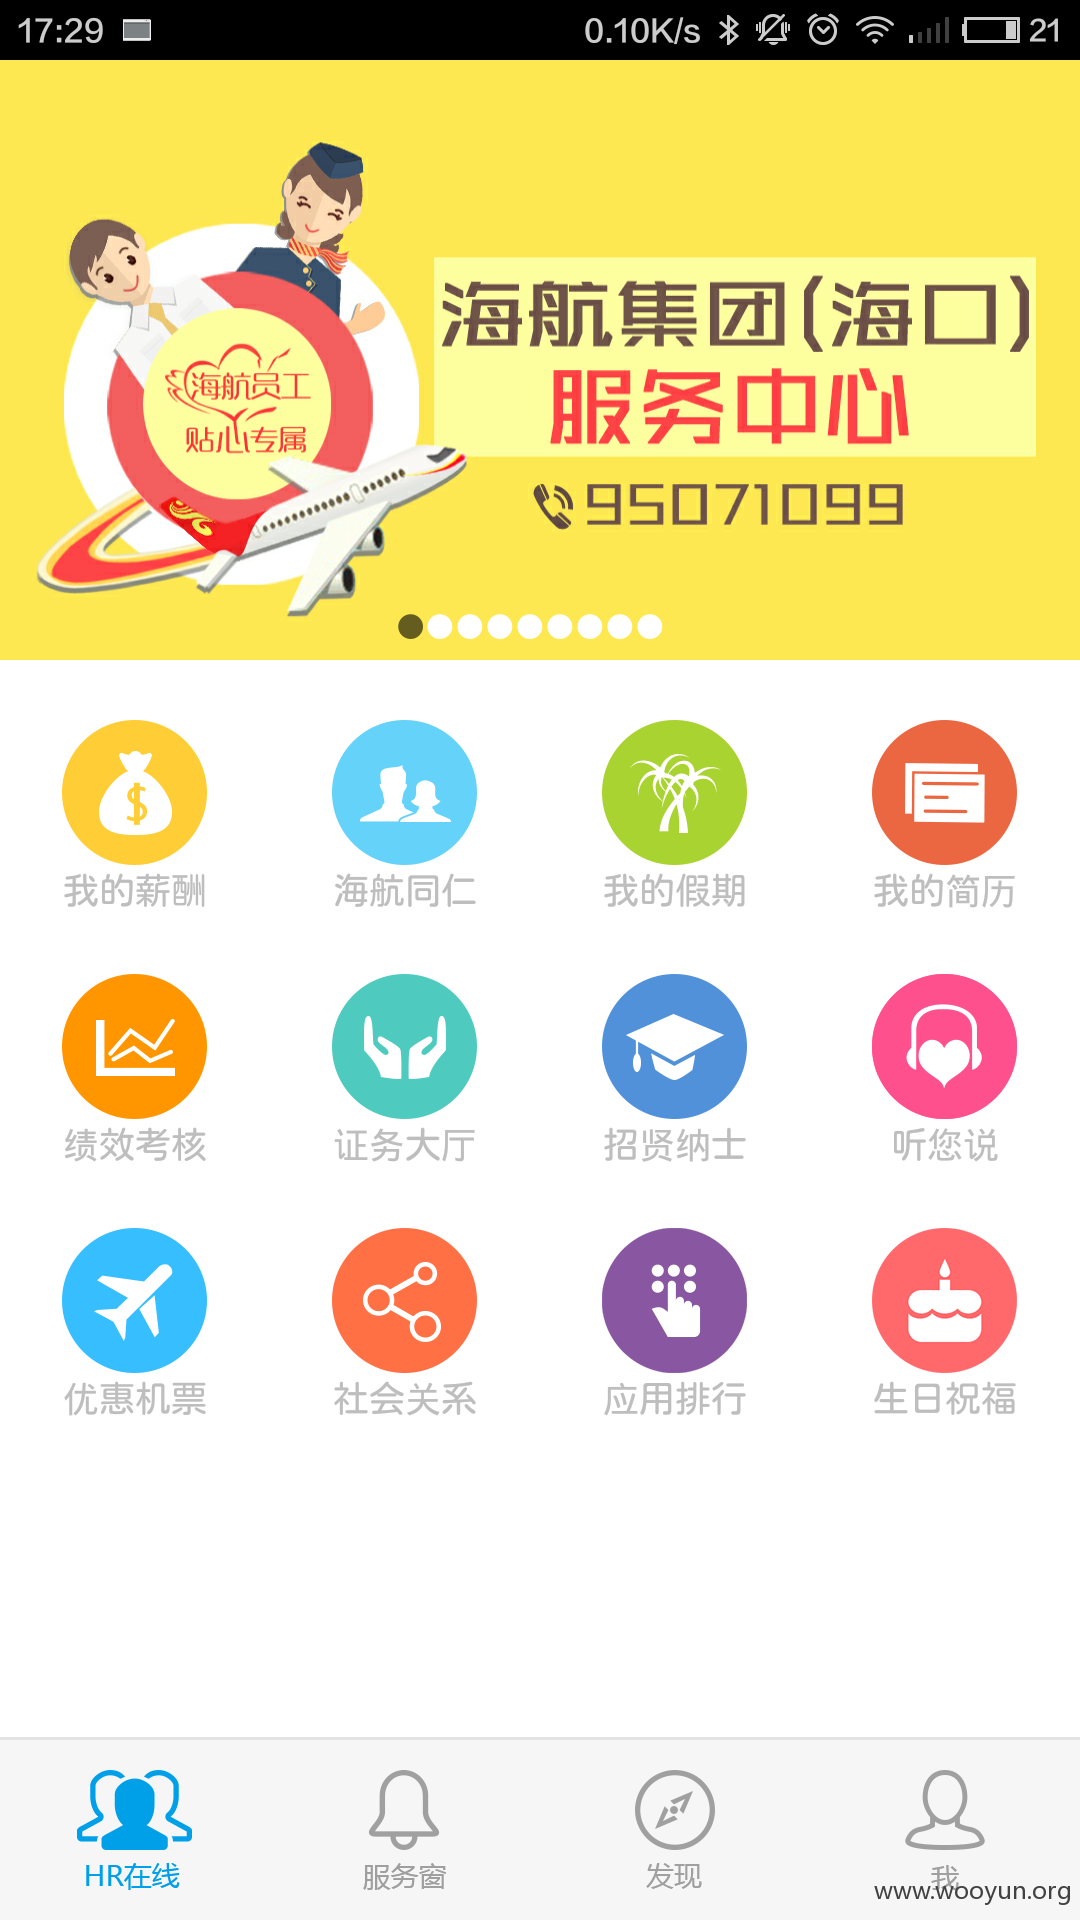 17:29 0.10K/s 21
海航集团(海口)
服务中心
95071099
海航员工
贴心专属
我的薪酬 海航同仁 我的假期 我的简历
绩效考核 证务大厅 招贤纳士 听您说
优惠机票 社会关系 应用排行 生日祝福
HR在线 服务窗 发现 我
www.wooyun.org